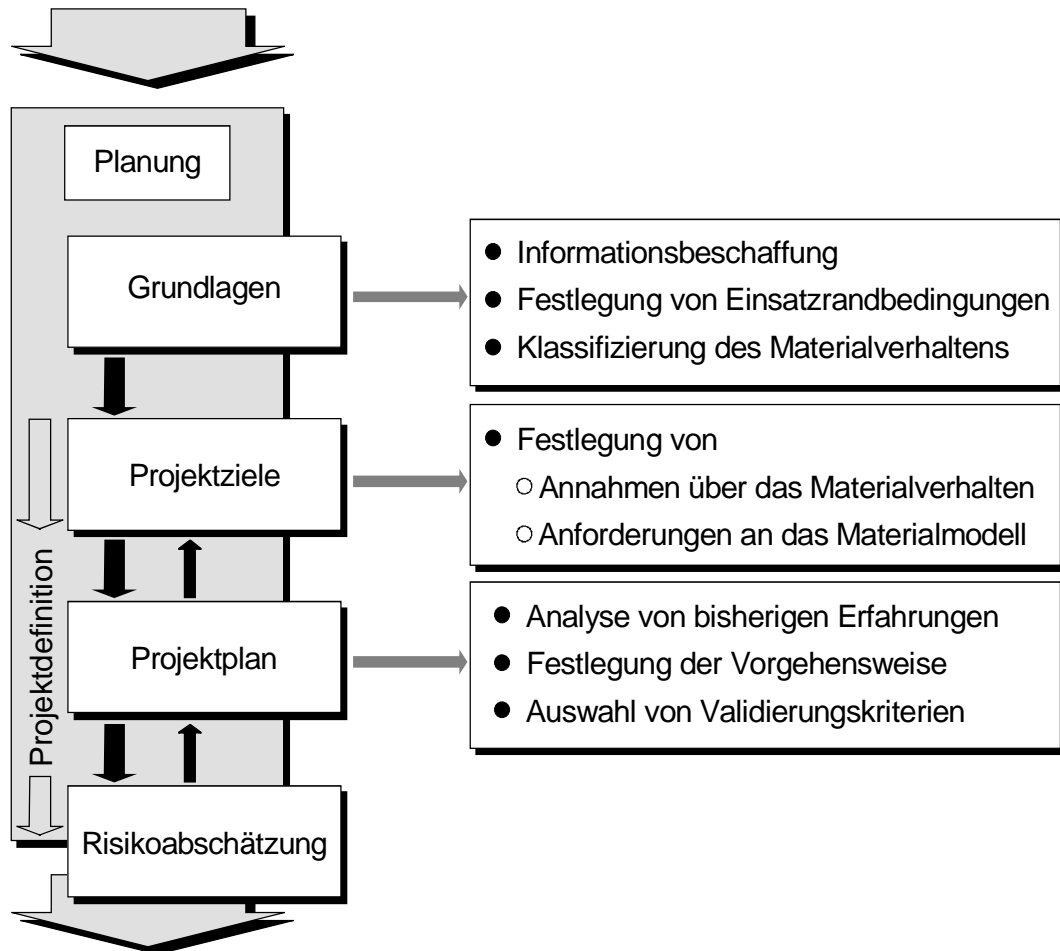 Planung
Grundlagen
● Informationsbeschaffung
● Festlegung von Einsatzrandbedingungen
● Klassifizierung des Materialverhaltens
Projektziele
● Festlegung von
○ Annahmen über das Materialverhalten
○ Anforderungen an das Materialmodell
Projektdefinition
Projektplan
● Analyse von bisherigen Erfahrungen
● Festlegung der Vorgehensweise
● Auswahl von Validierungskriterien
Risikoabschätzung